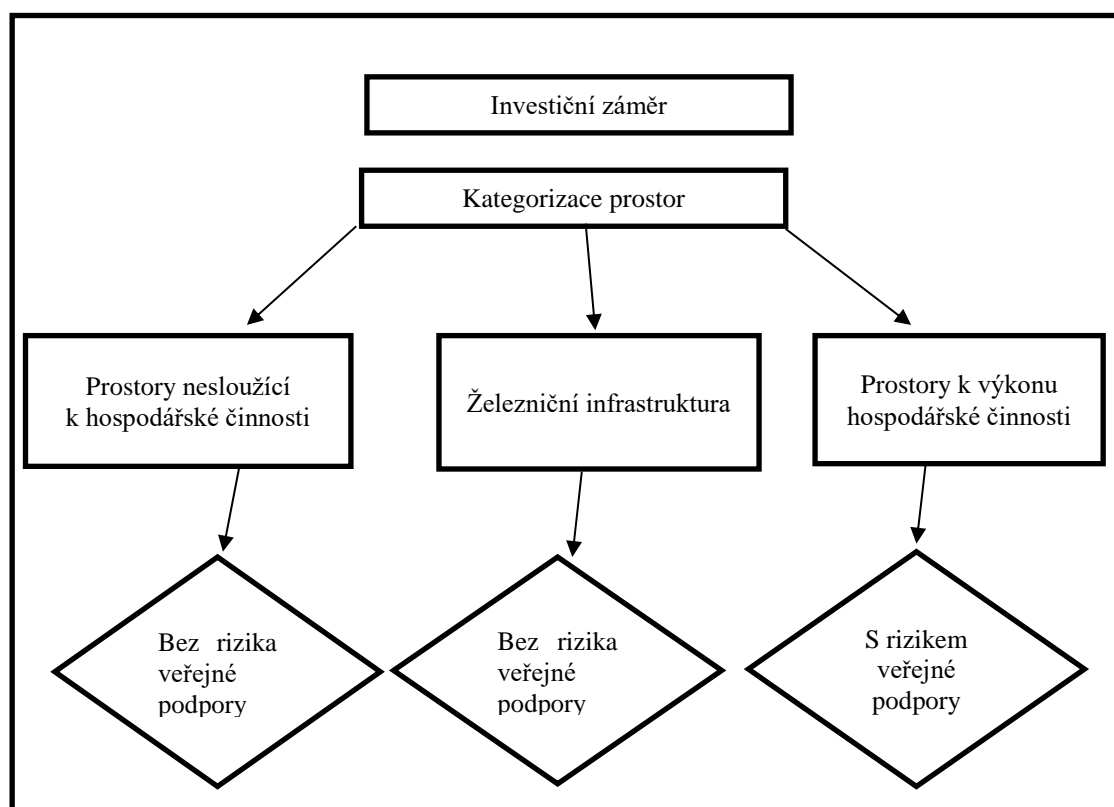 Investiční záměr
Kategorizace prostor
Prostory nesloužící
k hospodářské činnosti
Železniční infrastruktura
Prostory k výkonu
hospodářské činnosti
Bez rizika
veřejné
podpory
Bez rizika
veřejné
podpory
S rizikem
veřejné
podpory